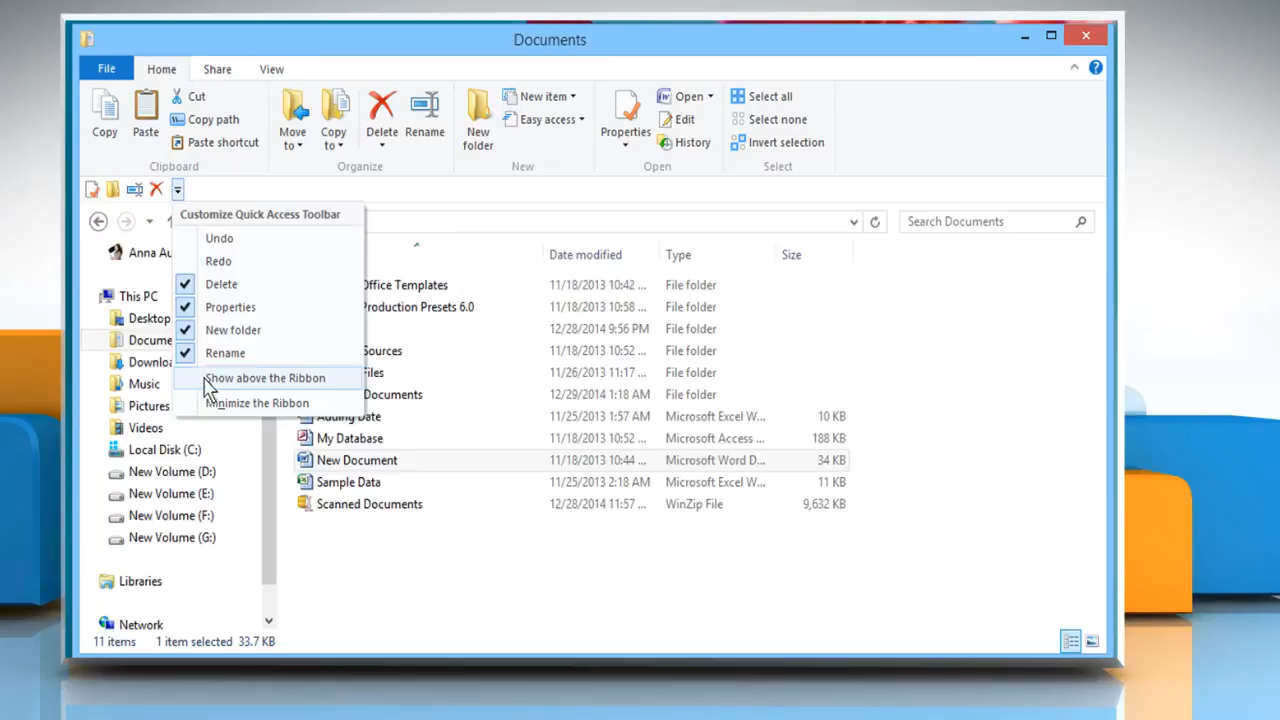 Documents
File Home Share View
Copy
Paste
Cut
Copy path
Paste shortcut
Clipboard
Move to
Copy to
Delete
Rename
Organize
New folder
New item
Easy access
New
Properties
Open
Edit
History
Open
Select all
Select none
Invert selection
Select
Customize Quick Access Toolbar
Undo
Redo
Delete
Properties
New folder
Rename
Show above the Ribbon
Minimize the Ribbon
Search Documents
Anna Au
This PC
Desktop
Docume
Downlo
Music
Pictures
Videos
Local Disk (C:)
New Volume (D:)
New Volume (E:)
New Volume (F:)
New Volume (G:)
Libraries
Network
Date modified Type Size
Office Templates 11/18/2013 10:42 ... File folder
Production Presets 6.0 11/18/2013 10:58 ... File folder
12/28/2014 9:56 PM File folder
Sources 11/18/2013 10:52 ... File folder
Files 11/26/2013 11:17 ... File folder
Documents 12/29/2014 1:18 AM File folder
Adding Date 11/25/2013 1:57 AM Microsoft Excel W... 10 KB
My Database 11/18/2013 10:52 ... Microsoft Access ... 188 KB
New Document 11/18/2013 10:44 ... Microsoft Word D... 34 KB
Sample Data 11/25/2013 2:18 AM Microsoft Excel W... 11 KB
Scanned Documents 12/28/2014 11:57 ... WinZip File 9,632 KB
11 items 1 item selected 33.7 KB